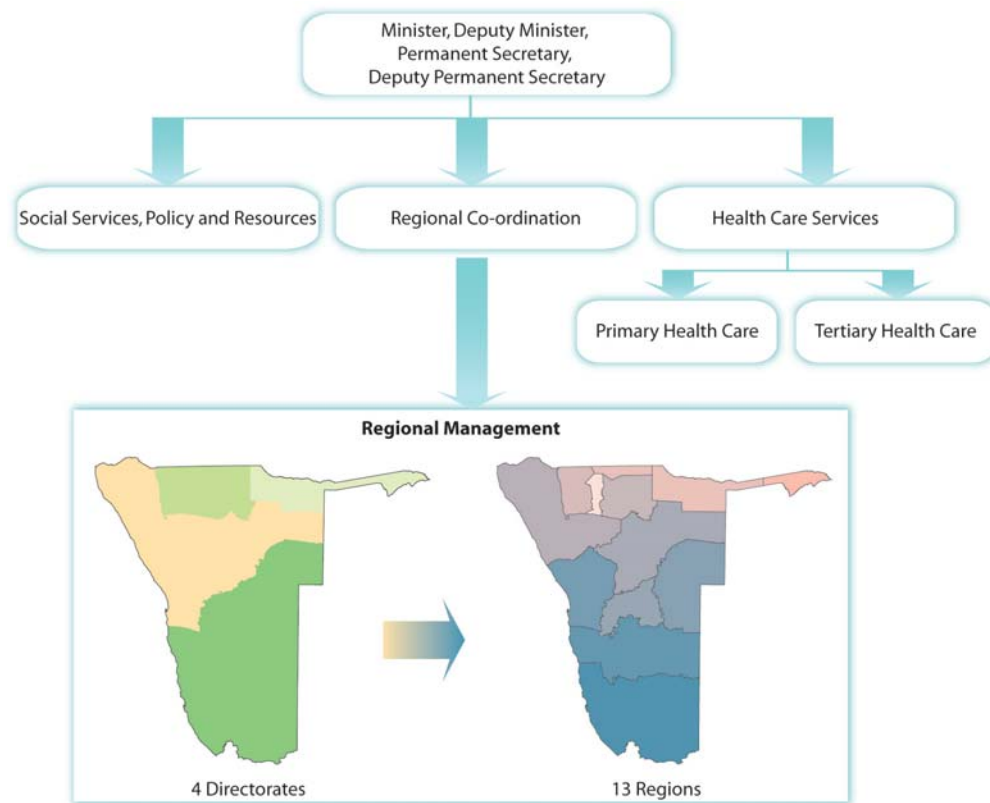 Minister, Deputy Minister,
Permanent Secretary,
Deputy Permanent Secretary
Social Services, Policy and Resources
Regional Co-ordination
Health Care Services
Primary Health Care
Tertiary Health Care
Regional Management
4 Directorates
13 Regions